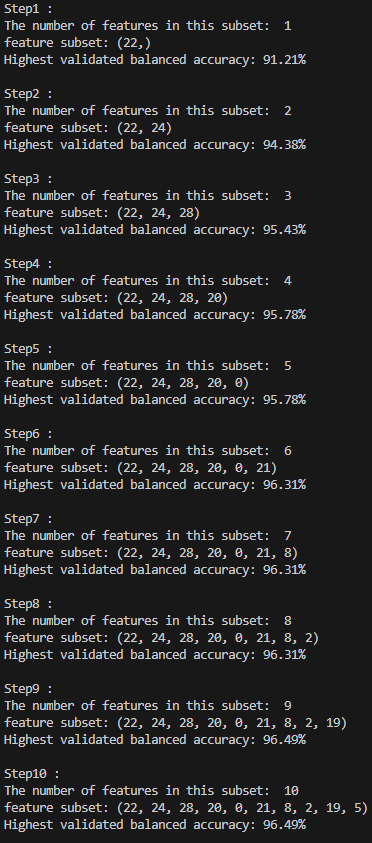 Step1 :
The number of features in this subset:  1
feature subset: (22,)
Highest validated balanced accuracy: 91.21%

Step2 :
The number of features in this subset:  2
feature subset: (22, 24)
Highest validated balanced accuracy: 94.38%

Step3 :
The number of features in this subset:  3
feature subset: (22, 24, 28)
Highest validated balanced accuracy: 95.43%

Step4 :
The number of features in this subset:  4
feature subset: (22, 24, 28, 20)
Highest validated balanced accuracy: 95.78%

Step5 :
The number of features in this subset:  5
feature subset: (22, 24, 28, 20, 0)
Highest validated balanced accuracy: 95.78%

Step6 :
The number of features in this subset:  6
feature subset: (22, 24, 28, 20, 0, 21)
Highest validated balanced accuracy: 96.31%

Step7 :
The number of features in this subset:  7
feature subset: (22, 24, 28, 20, 0, 21, 8)
Highest validated balanced accuracy: 96.31%

Step8 :
The number of features in this subset:  8
feature subset: (22, 24, 28, 20, 0, 21, 8, 2)
Highest validated balanced accuracy: 96.31%

Step9 :
The number of features in this subset:  9
feature subset: (22, 24, 28, 20, 0, 21, 8, 2, 19)
Highest validated balanced accuracy: 96.49%

Step10 :
The number of features in this subset:  10
feature subset: (22, 24, 28, 20, 0, 21, 8, 2, 19, 5)
Highest validated balanced accuracy: 96.49%